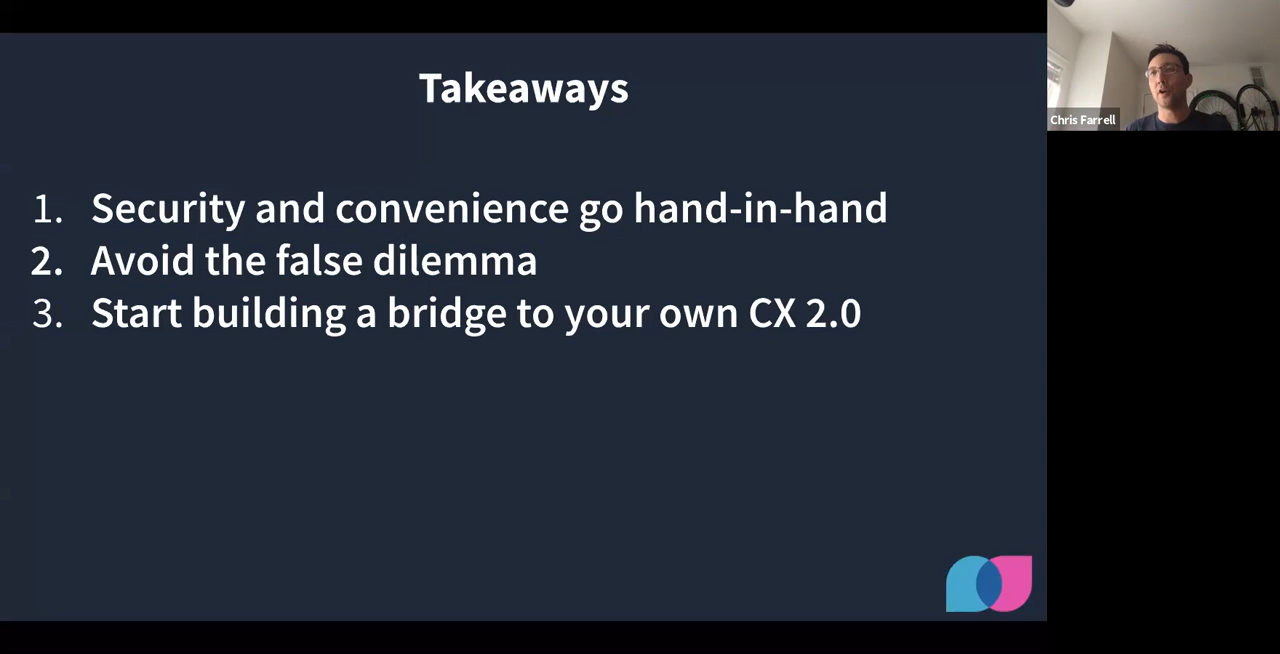 Takeaways
1. Security and convenience go hand-in-hand
2. Avoid the false dilemma
3. Start building a bridge to your own CX 2.0
Chris Farrell